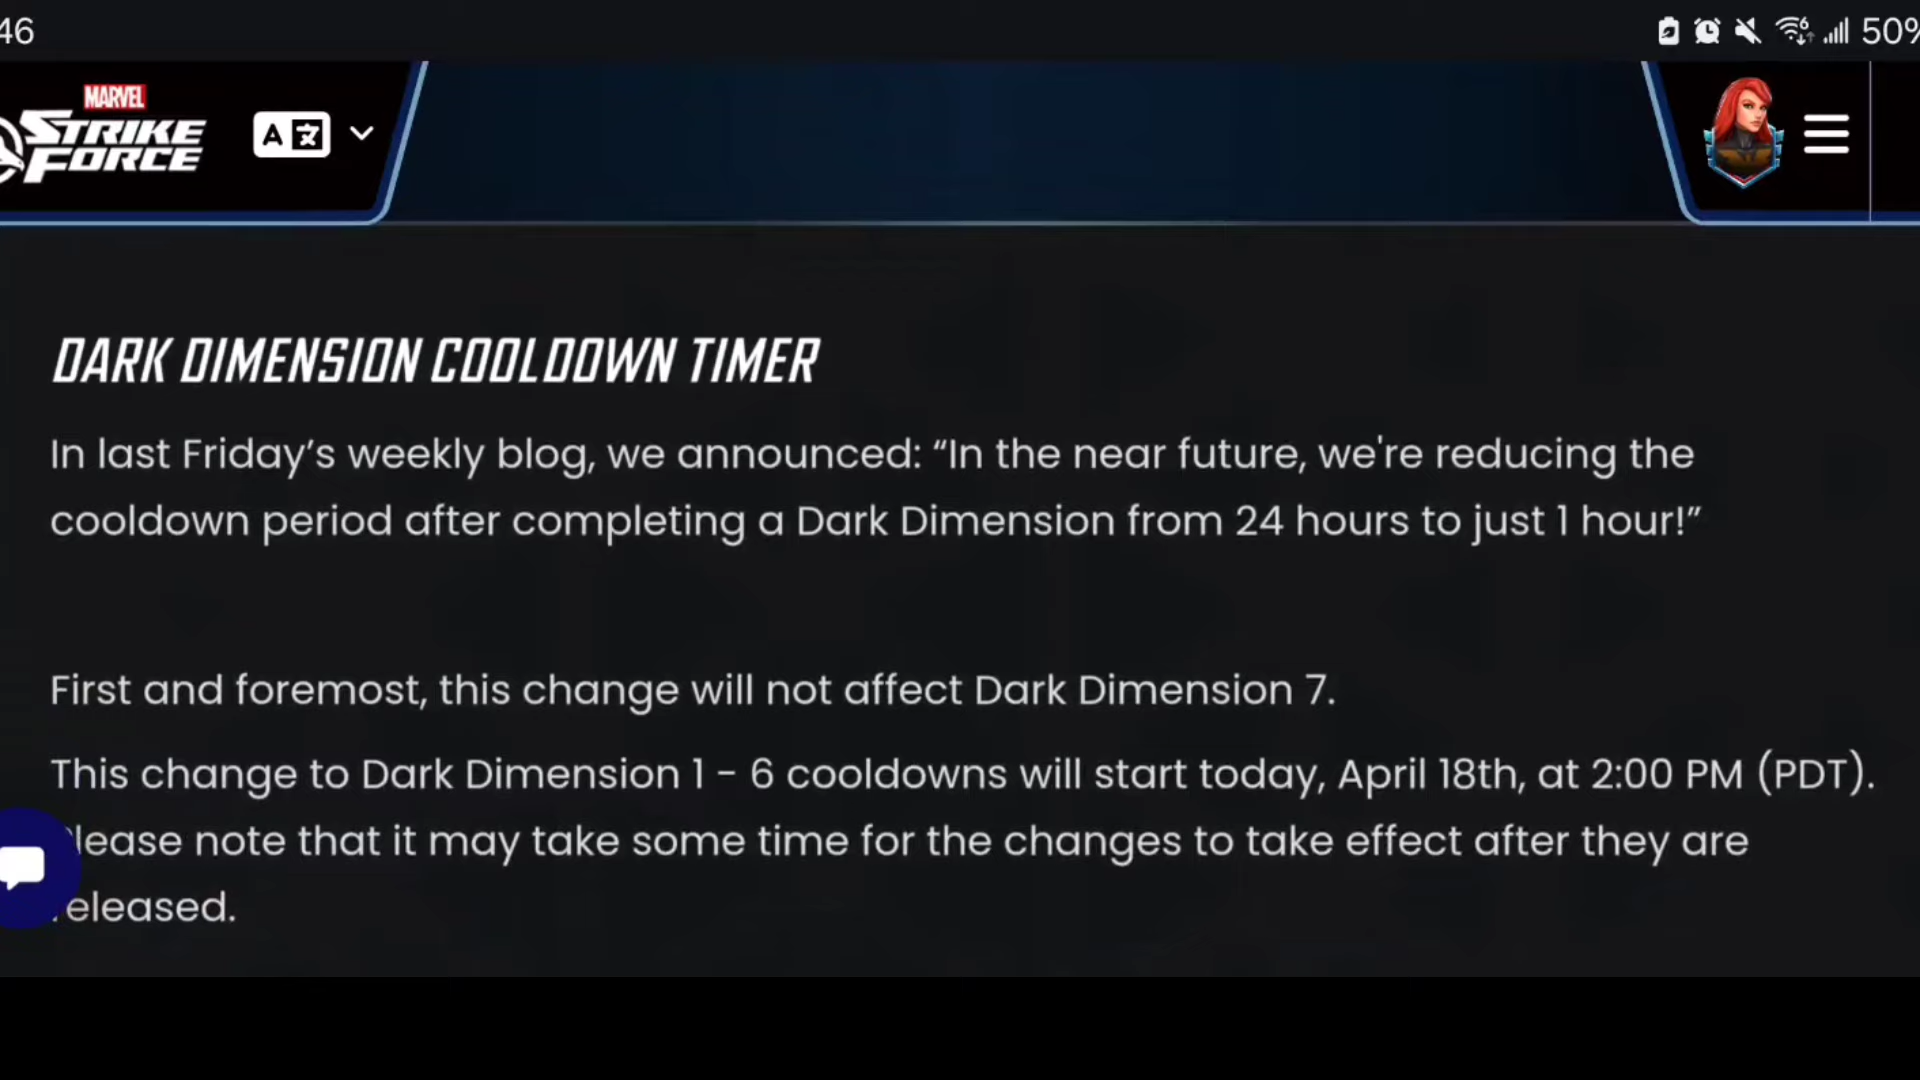 46
50%
MARVEL
STRIKE
FORCE
A
DARK DIMENSION COOLDOWN TIMER
In last Friday’s weekly blog, we announced: “In the near future, we're reducing the
cooldown period after completing a Dark Dimension from 24 hours to just 1 hour!”
First and foremost, this change will not affect Dark Dimension 7.
This change to Dark Dimension 1 - 6 cooldowns will start today, April 18th, at 2:00 PM (PDT).
lease note that it may take some time for the changes to take effect after they are
eleased.